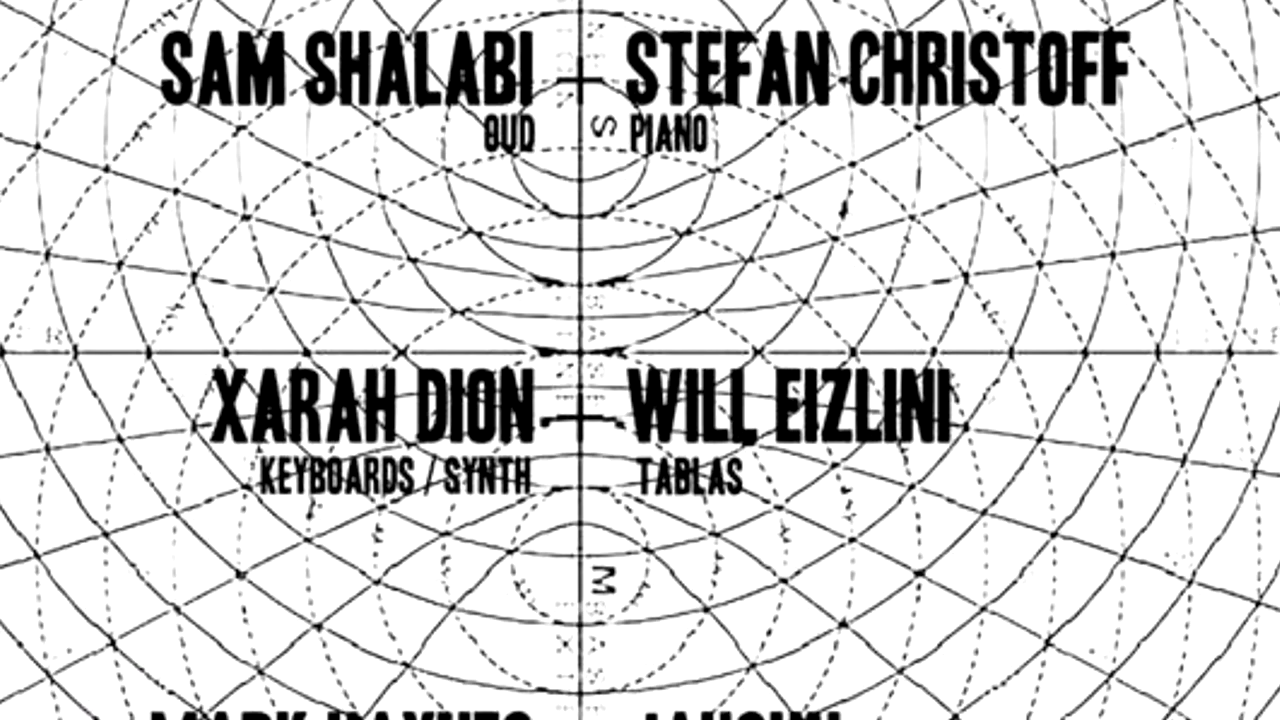 SAM SHALABI + STEFAN CHRISTOFF
OUD S PIANO
XARAH DION + WILL EIZLINI
KEYBOARDS / SYNTH TABLAS
M